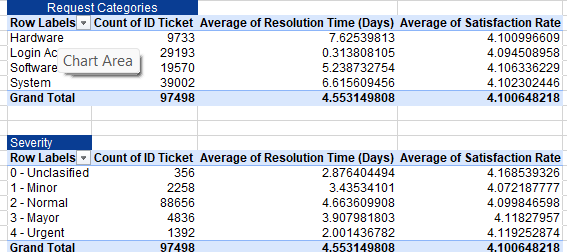 Request Categories
Row Labels Count of ID Ticket Average of Resolution Time (Days) Average of Satisfaction Rate
Hardware 9733 7.62539813 4.100996609
Login Ac 29193 0.313808105 4.094508958
Chart Area
Software 19570 5.238732754 4.106336229
System 39002 6.615609456 4.102302446
Grand Total 97498 4.553149808 4.100648218
Severity
Row Labels Count of ID Ticket Average of Resolution Time (Days) Average of Satisfaction Rate
0 - Unclasified 356 2.876404494 4.168539326
1 - Minor 2258 3.43534101 4.072187777
2 - Normal 88656 4.663609908 4.099846598
3 - Mayor 4836 3.907981803 4.11827957
4 - Urgent 1392 2.001436782 4.119252874
Grand Total 97498 4.553149808 4.100648218